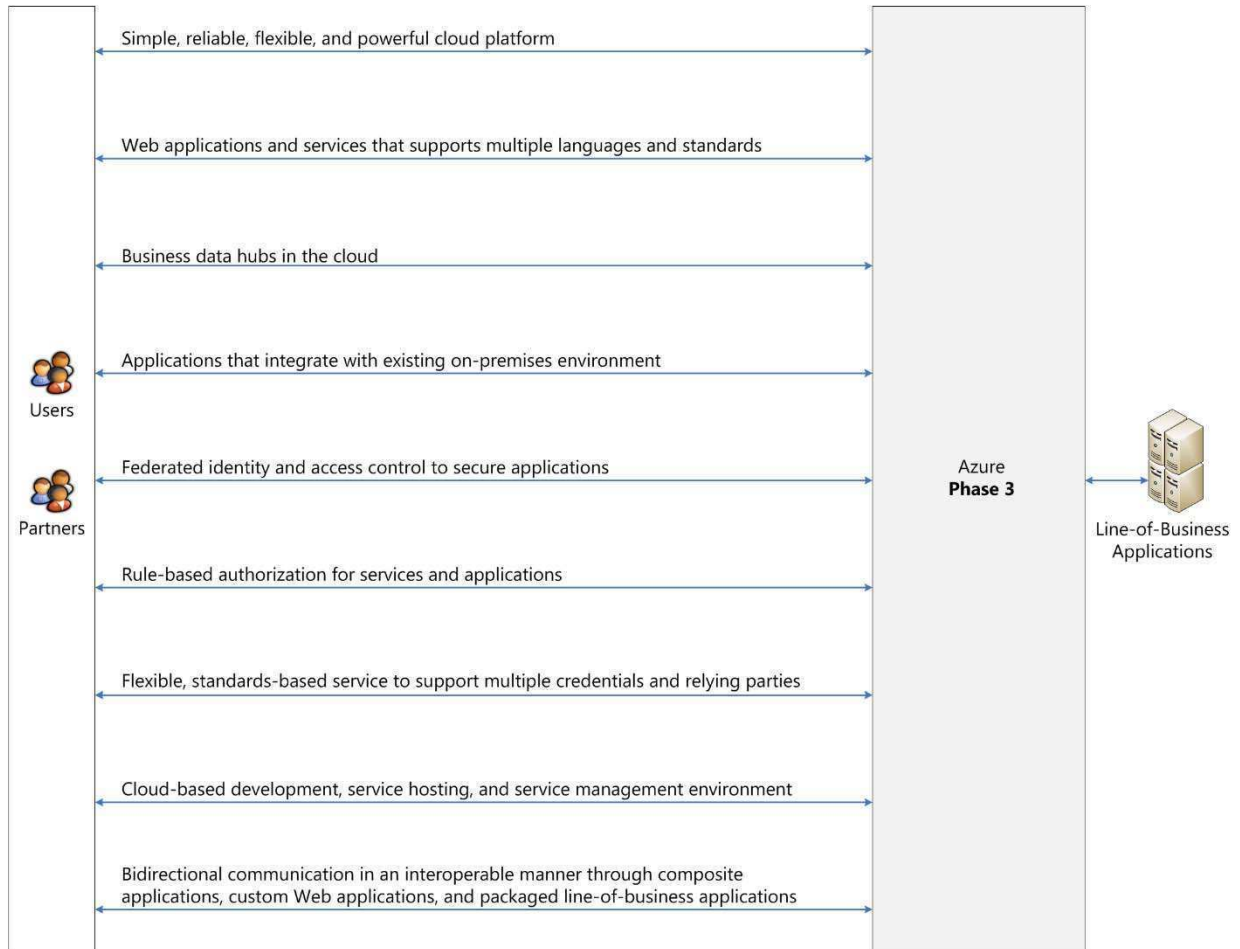 Simple, reliable, flexible, and powerful cloud platform
Web applications and services that supports multiple languages and standards
Business data hubs in the cloud
Applications that integrate with existing on-premises environment
Users
Federated identity and access control to secure applications
Partners
Azure
Phase 3
Line-of-Business
Applications
Rule-based authorization for services and applications
Flexible, standards-based service to support multiple credentials and relying parties
Cloud-based development, service hosting, and service management environment
Bidirectional communication in an interoperable manner through composite
applications, custom Web applications, and packaged line-of-business applications